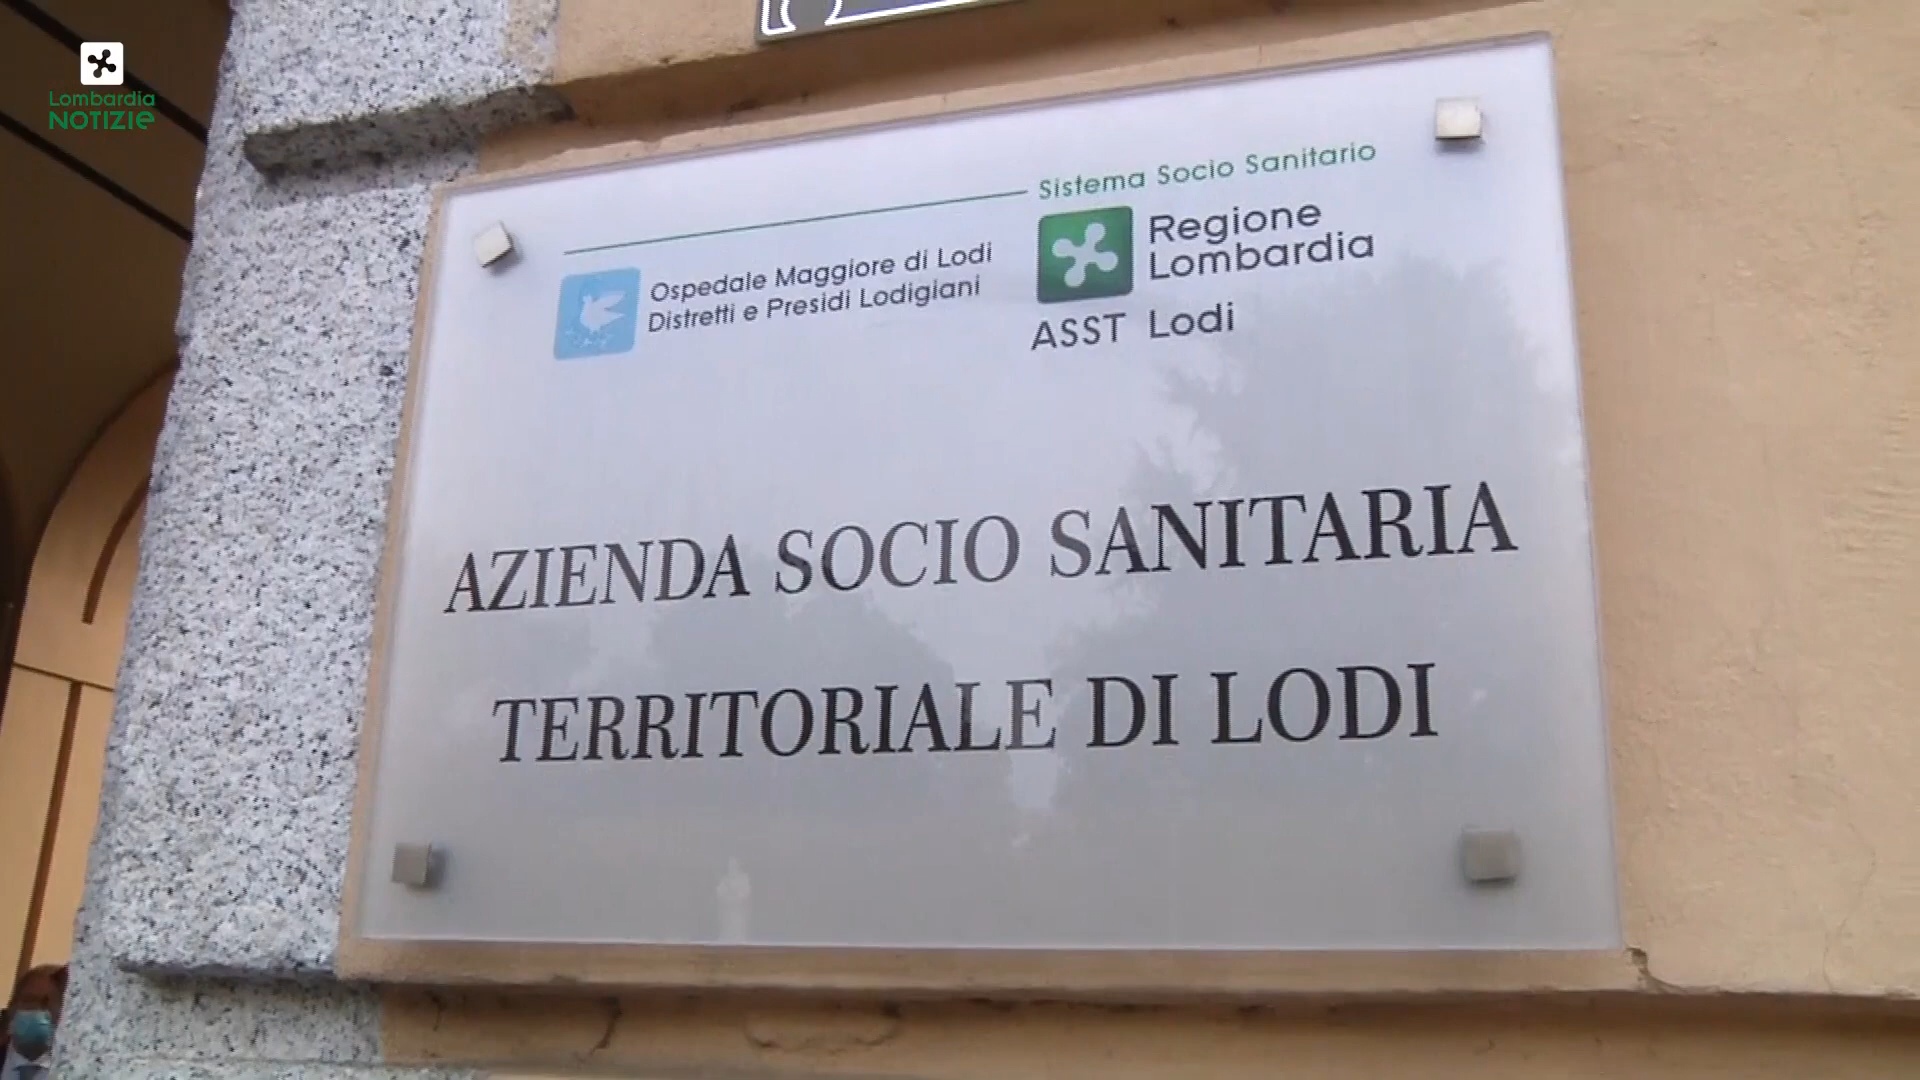 Lombardia
NOTIZIE
Sistema Socio Sanitario
Ospedale Maggiore di Lodi
Distretti e Presidi Lodigiani
Regione
Lombardia
ASST Lodi
AZIENDA SOCIO SANITARIA
TERRITORIALE DI LODI